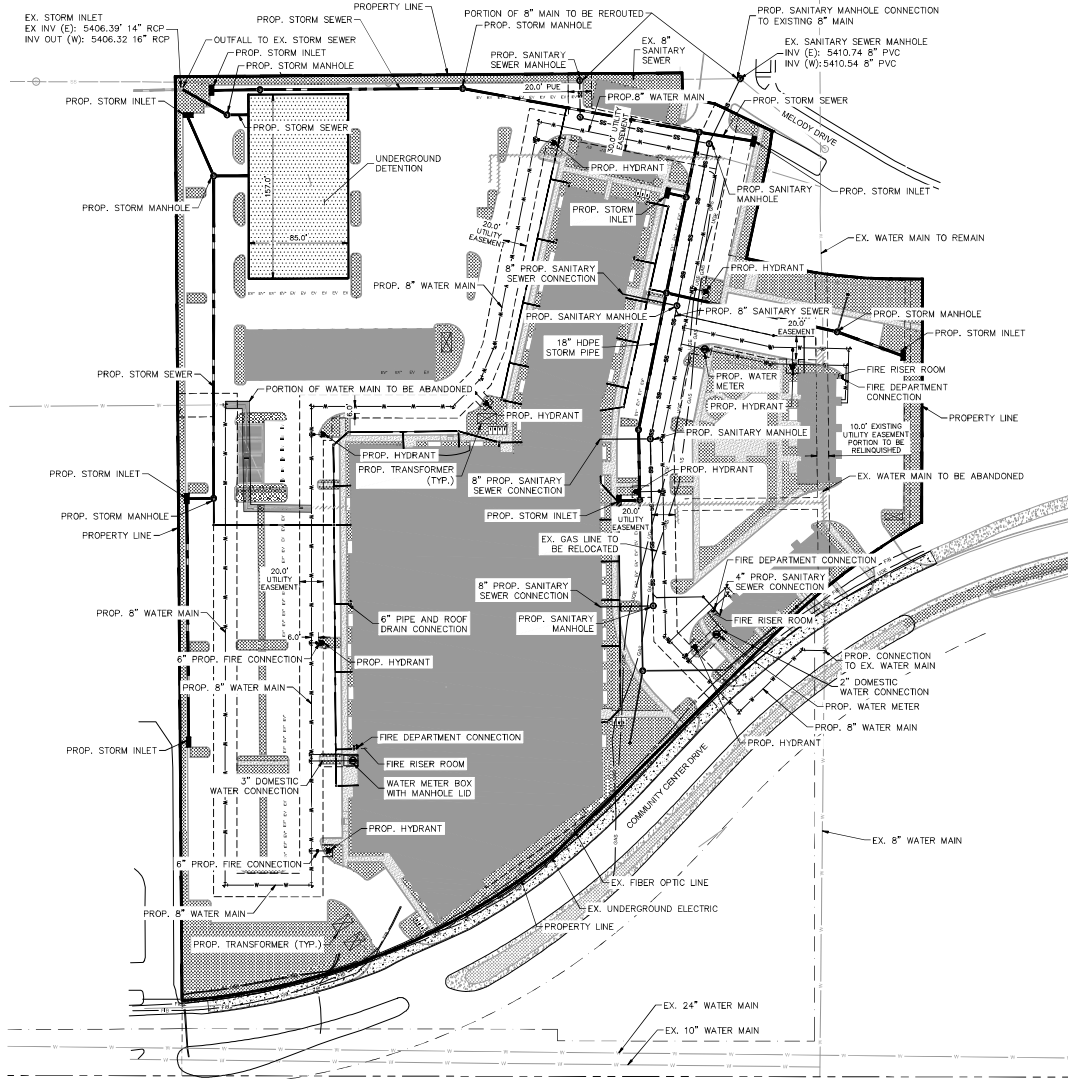 EX. STORM INLET
EX INV (E): 5406.39' 14" RCP
INV OUT (W): 5406.32 16" RCP
PROPERTY LINE
PROP. STORM SEWER
OUTFALL TO EX. STORM SEWER
PROP. STORM INLET
PROP. STORM MANHOLE
PORTION OF 8" MAIN TO BE REROUTED
PROP. STORM MANHOLE
PROP. SANITARY
SEWER MANHOLE
EX. 8"
SANITARY
SEWER
PROP. SANITARY MANHOLE CONNECTION
TO EXISTING 8" MAIN
EX. SANITARY SEWER MANHOLE
INV (E): 5410.74 8" PVC
INV (W): 5410.54 8" PVC
20.0' PUE
PROP. 8" WATER MAIN
PROP. STORM SEWER
MELODY DRIVE
PROP. STORM INLET
PROP. STORM SEWER
30.0' UTILITY
EASEMENT
UNDERGROUND
DETENTION
157.0'
85.0'
PROP. HYDRANT
PROP. SANITARY
MANHOLE
PROP. STORM INLET
PROP. STORM MANHOLE
PROP. STORM
INLET
20.0'
UTILITY
EASEMENT
EX. WATER MAIN TO REMAIN
8" PROP. SANITARY
SEWER CONNECTION
PROP. HYDRANT
PROP. 8" WATER MAIN
PROP. SANITARY MANHOLE
PROP. 8" SANITARY SEWER
PROP. STORM MANHOLE
20.0'
EASEMENT
PROP. STORM INLET
18" HDPE
STORM PIPE
PROP. STORM SEWER
PORTION OF WATER MAIN TO BE ABANDONED
PROP. WATER
METER
FIRE RISER ROOM
FIRE DEPARTMENT
CONNECTION
PROP. HYDRANT
PROP. HYDRANT
PROPERTY LINE
PROP. SANITARY MANHOLE
10.0' EXISTING
UTILITY EASEMENT
PORTION TO BE
RELINQUISHED
PROP. HYDRANT
PROP. TRANSFORMER
(TYP.)
8" PROP. SANITARY
SEWER CONNECTION
PROP. HYDRANT
EX. WATER MAIN TO BE ABANDONED
PROP. STORM INLET
PROP. STORM MANHOLE
PROPERTY LINE
PROP. STORM INLET
20.0'
UTILITY
EASEMENT
EX. GAS LINE TO
BE RELOCATED
20.0'
UTILITY
EASEMENT
FIRE DEPARTMENT CONNECTION
4" PROP. SANITARY
SEWER CONNECTION
8" PROP. SANITARY
SEWER CONNECTION
PROP. 8" WATER MAIN
6" PIPE AND ROOF
DRAIN CONNECTION
PROP. SANITARY
MANHOLE
FIRE RISER ROOM
6.0'
6" PROP. FIRE CONNECTION
PROP. HYDRANT
PROP. CONNECTION
TO EX. WATER MAIN
2" DOMESTIC
WATER CONNECTION
PROP. 8" WATER MAIN
PROP. WATER METER
PROP. 8" WATER MAIN
PROP. HYDRANT
PROP. STORM INLET
FIRE DEPARTMENT CONNECTION
FIRE RISER ROOM
3" DOMESTIC
WATER CONNECTION
WATER METER BOX
WITH MANHOLE LID
COMMUNITY CENTER DRIVE
PROP. HYDRANT
EX. 8" WATER MAIN
6" PROP. FIRE CONNECTION
EX. FIBER OPTIC LINE
PROP. 8" WATER MAIN
EX. UNDERGROUND ELECTRIC
PROPERTY LINE
PROP. TRANSFORMER (TYP.)
EX. 24" WATER MAIN
EX. 10" WATER MAIN